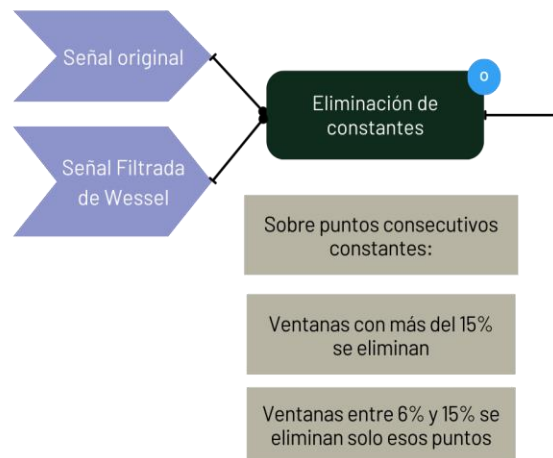 Señal original
Señal Filtrada
de Wessel
0
Eliminación de
constantes
Sobre puntos consecutivos
constantes:
Ventanas con más del 15%
se eliminan
Ventanas entre 6% y 15% se
eliminan solo esos puntos